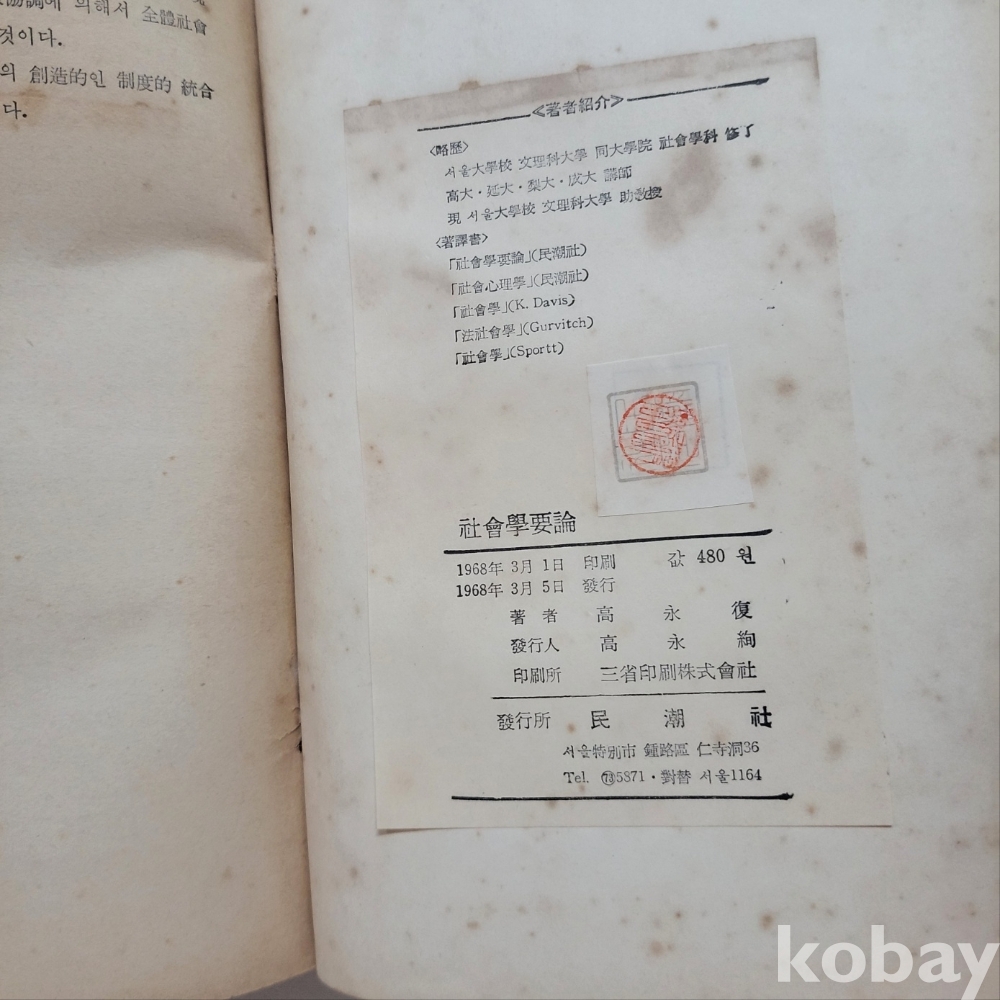 協調에 의해서 全體社會
것이다.
의 創造的인 制度的 統合
다.
《著者紹介》
〈略歷〉
서울大學校 文理科大學 同大學院 社會學科 修了
高大・延大・梨大・成大 講師
現 서울大學校 文理科大學 助敎授
〈著譯書〉
「社會學要論」(民潮社)
「社會心理學」(民潮社)
「社會學」(K. Davis)
「法社會學」(Gurvitch)
「社會學」(Sportt)
社會學要論
1968年 3月 1日 印刷 값 480 원
1968年 3月 5日 發行
著者 高永復
發行人 高永絢
印刷所 三省印刷株式會社
發行所 民潮社
서울特別市 鍾路區 仁寺洞36
Tel. ㊆5871・對替 서울1164
kobay